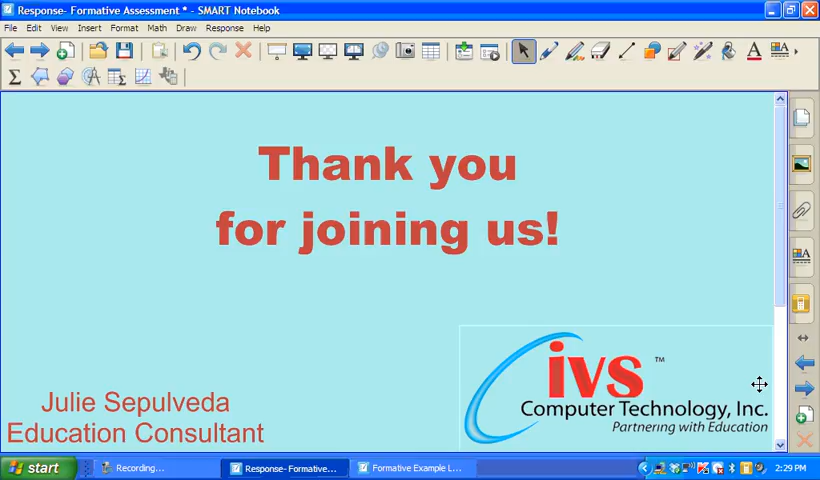 Response- Formative Assessment * - SMART Notebook
File Edit View Insert Format Math Draw Response Help
Thank you
for joining us!
ivs™
Computer Technology, Inc.
Partnering with Education
Julie Sepulveda
Education Consultant
start Recording... Response- Formative... Formative Example L... 2:29 PM